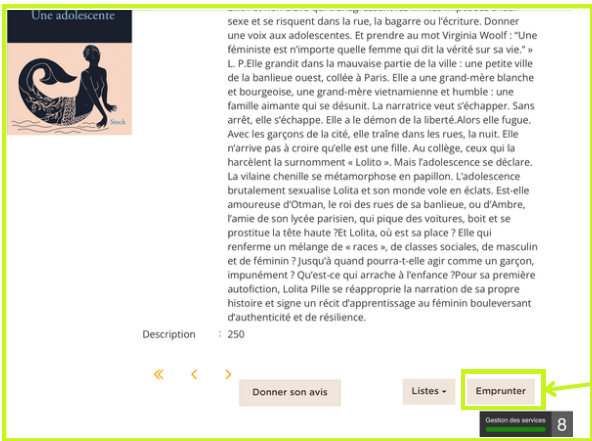 Une adolescente
Stock
sexe et se risquent dans la rue, la bagarre ou l'écriture. Donner
une voix aux adolescentes. Et prendre au mot Virginia Woolf : "Une
féministe est n'importe quelle femme qui dit la vérité sur sa vie." »
L. P.Elle grandit dans la mauvaise partie de la ville : une petite ville
de la banlieue ouest, collée à Paris. Elle a une grand-mère blanche
et bourgeoise, une grand-mère vietnamienne et humble : une
famille aimante qui se désunit. La narratrice veut s'échapper. Sans
arrêt, elle s'échappe. Elle a le démon de la liberté.Alors elle fugue.
Avec les garçons de la cité, elle traîne dans les rues, la nuit. Elle
n'arrive pas à croire qu'elle est une fille. Au collège, ceux qui la
harcèlent la surnomment « Lolito ». Mais l'adolescence se déclare.
La vilaine chenille se métamorphose en papillon. L'adolescence
brutalement sexualise Lolita et son monde vole en éclats. Est-elle
amoureuse d'Otman, le roi des rues de sa banlieue, ou d'Ambre,
l'amie de son lycée parisien, qui pique des voitures, boit et se
prostitue la tête haute ?Et Lolita, où est sa place ? Elle qui
renferme un mélange de « races », de classes sociales, de masculin
et de féminin ? Jusqu'à quand pourra-t-elle agir comme un garçon,
impunément ? Qu'est-ce qui arrache à l'enfance ?Pour sa première
autofiction, Lolita Pille se réapproprie la narration de sa propre
histoire et signe un récit d'apprentissage au féminin bouleversant
d'authenticité et de résilience.
Description : 250
Donner son avis
Listes
Emprunter
Gestion des services
8